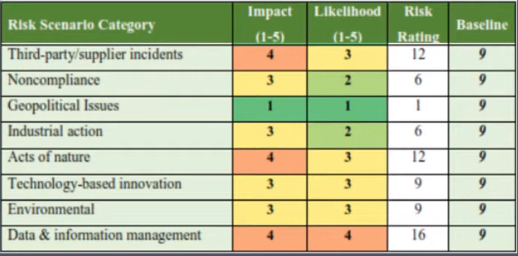 Risk Scenario Category Impact (1-5) Likelihood (1-5) Risk Rating Baseline
Third-party/supplier incidents 4 3 12 9
Noncompliance 3 2 6 9
Geopolitical Issues 1 1 1 9
Industrial action 3 2 6 9
Acts of nature 4 3 12 9
Technology-based innovation 3 3 9 9
Environmental 3 3 9 9
Data & information management 4 4 16 9